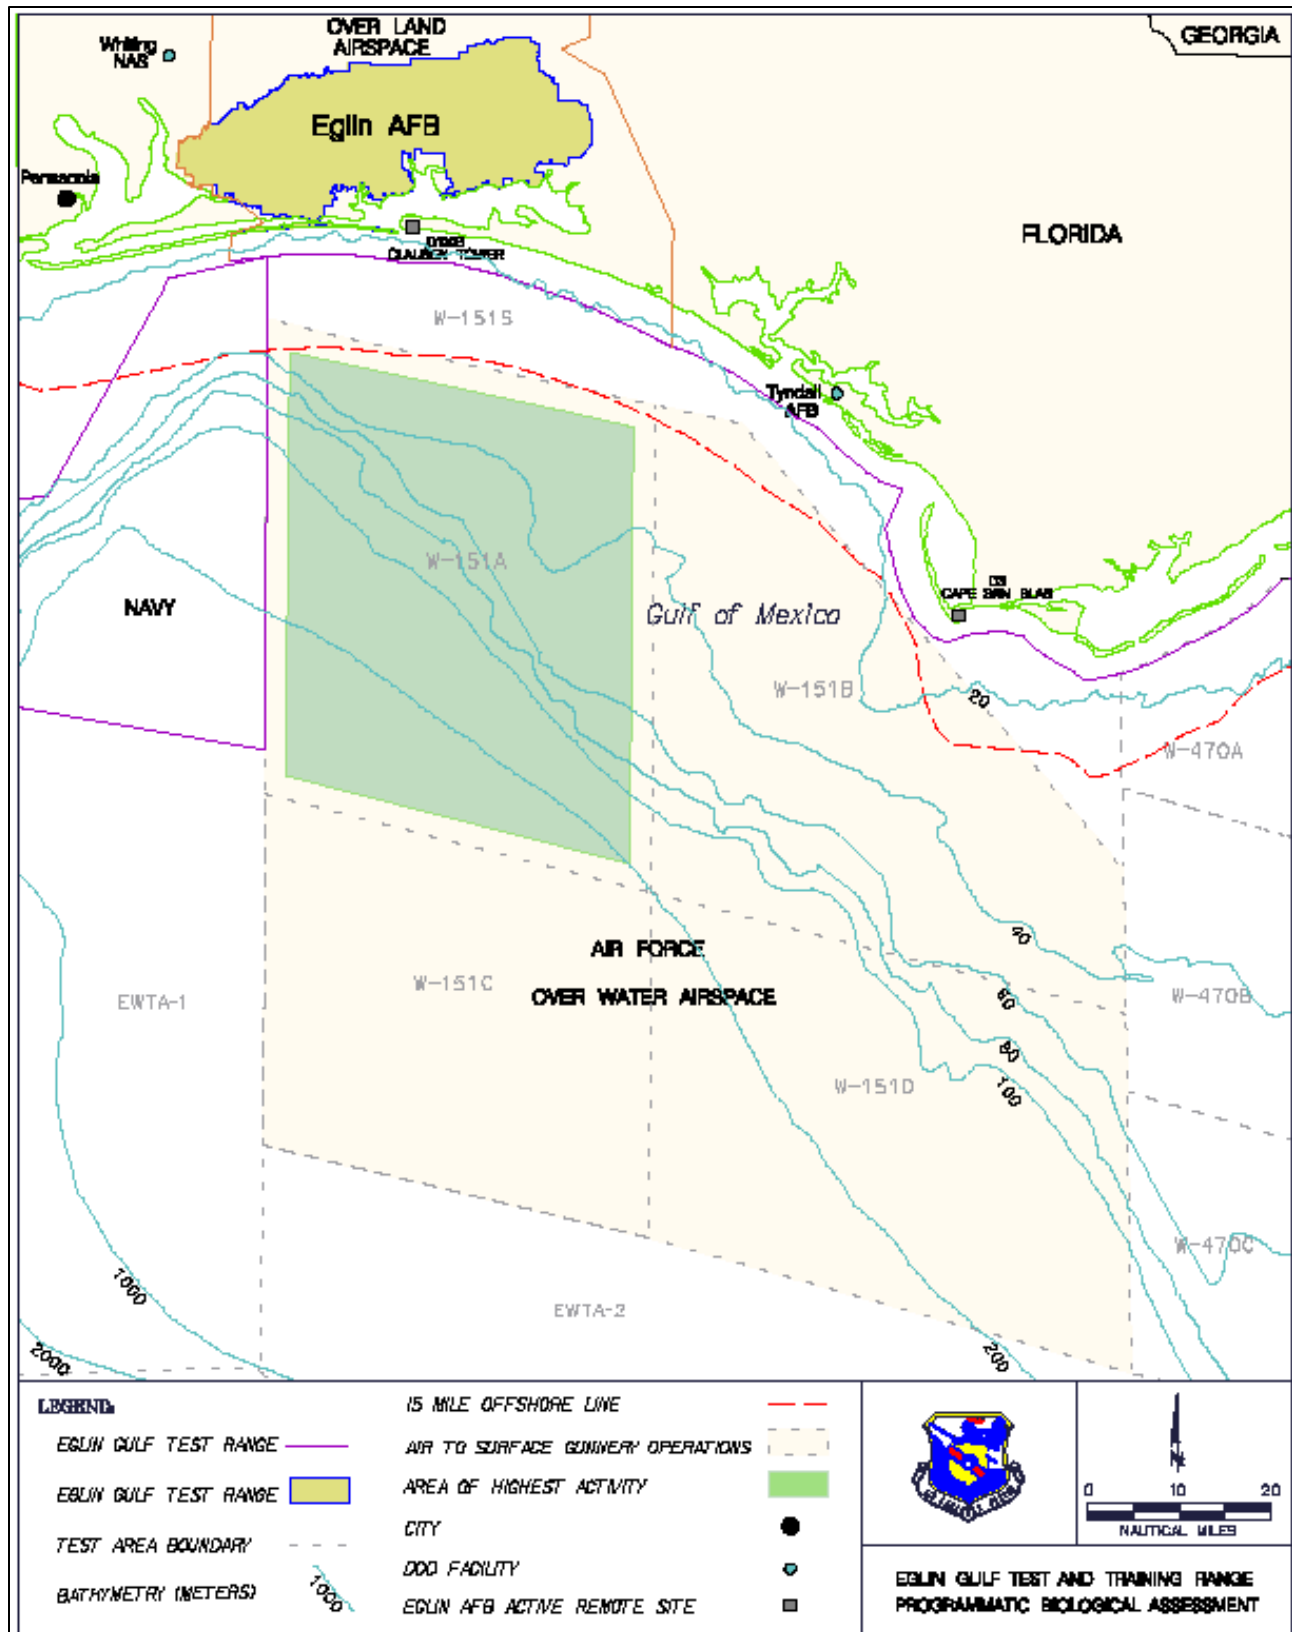 GEORGIA
OVER LAND
AIRSPACE
Whiting
NAS
Eglin AFB
Pensacola
FLORIDA
CLAUSEN TOWER
W-151S
Tyndall
AFB
W-151A
D3
CAPE SAN BLAS
NAVY
Gulf of Mexico
W-151B
20
W-470A
40
AIR FORCE
OVER WATER AIRSPACE
W-151C
EWTA-1
W-470B
60
80
100
W-151D
W-470C
1000
EWTA-2
2000
200
LEGEND:
EGLIN GULF TEST RANGE
EGLIN GULF TEST RANGE
TEST AREA BOUNDARY
BATHYMETRY (METERS)
1000
15 MILE OFFSHORE LINE
AIR TO SURFACE GUNNERY OPERATIONS
AREA OF HIGHEST ACTIVITY
CITY
DOD FACILITY
EGLIN AFB ACTIVE REMOTE SITE
N
0 10 20
NAUTICAL MILES
EGLIN GULF TEST AND TRAINING RANGE
PROGRAMMATIC BIOLOGICAL ASSESSMENT